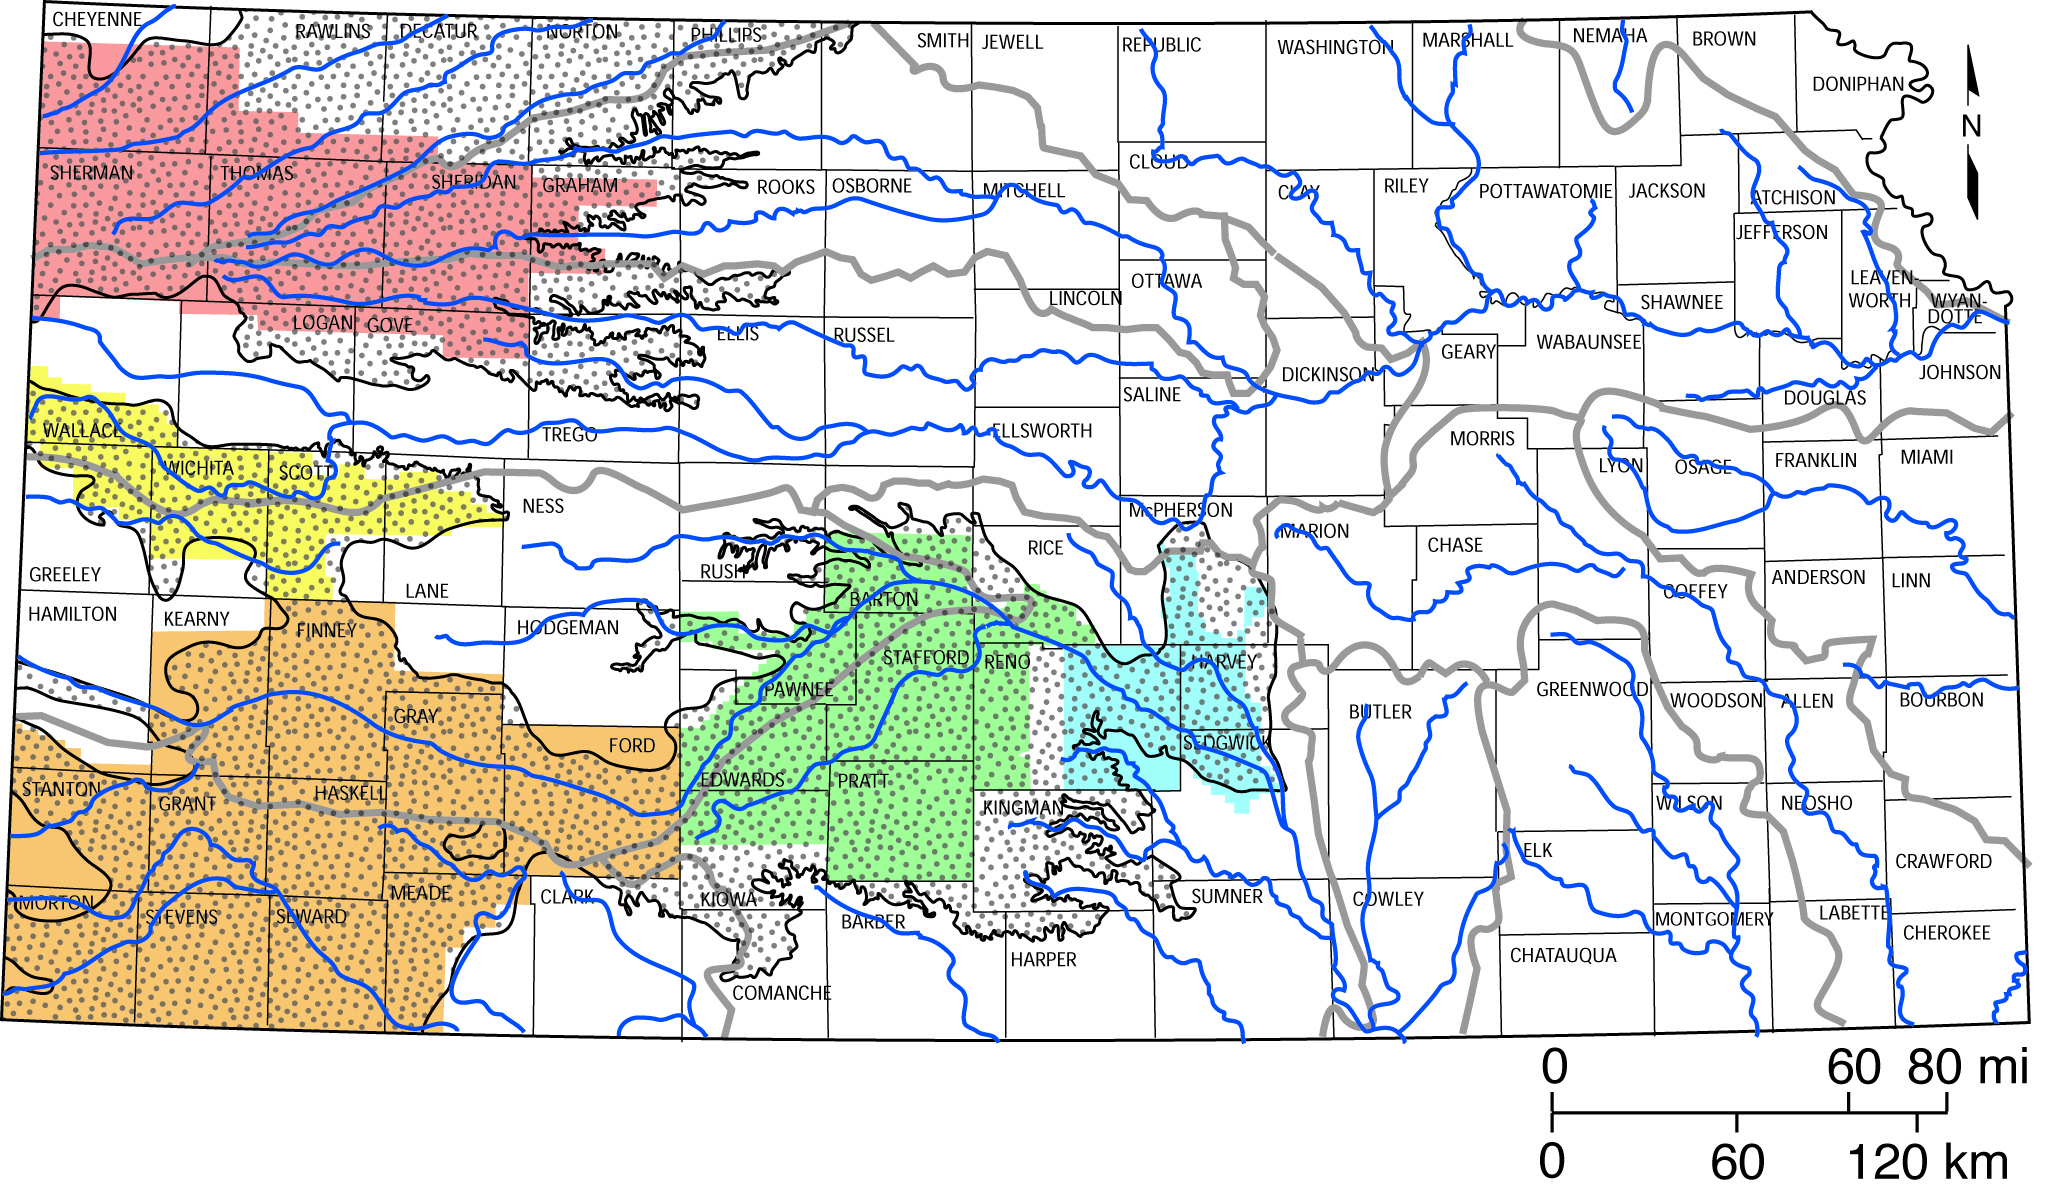 CHEYENNE
RAWLINS
DECATUR
NORTON
PHILLIPS
SMITH
JEWELL
REPUBLIC
WASHINGTON
MARSHALL
NEMAHA
BROWN
DONIPHAN
N
SHERMAN
THOMAS
SHERIDAN
GRAHAM
ROOKS
OSBORNE
MITCHELL
CLOUD
CLAY
RILEY
POTTAWATOMIE
JACKSON
ATCHISON
JEFFERSON
LEAVEN-
WORTH
WYAN-
DOTTE
LOGAN
GOVE
ELLIS
RUSSEL
LINCOLN
OTTAWA
SALINE
DICKINSON
GEARY
WABAUNSEE
SHAWNEE
DOUGLAS
JOHNSON
WALLACE
WICHITA
SCOTT
TREGO
NESS
ELLSWORTH
McPHERSON
MARION
MORRIS
CHASE
LYON
OSAGE
FRANKLIN
MIAMI
GREELEY
HAMILTON
KEARNY
FINNEY
LANE
HODGEMAN
RUSH
BARTON
RICE
COFFEY
ANDERSON
LINN
STAFFORD
RENO
HARVEY
PAWNEE
GRAY
FORD
SEDGWICK
BUTLER
GREENWOOD
WOODSON
ALLEN
BOURBON
STANTON
GRANT
HASKELL
EDWARDS
PRATT
KINGMAN
WILSON
NEOSHO
ELK
CRAWFORD
MORTON
STEVENS
SEWARD
MEADE
CLARK
KIOWA
BARBER
SUMNER
COWLEY
MONTGOMERY
LABETTE
CHEROKEE
COMANCHE
HARPER
CHATAUQUA
0 60 80 mi
0 60 120 km